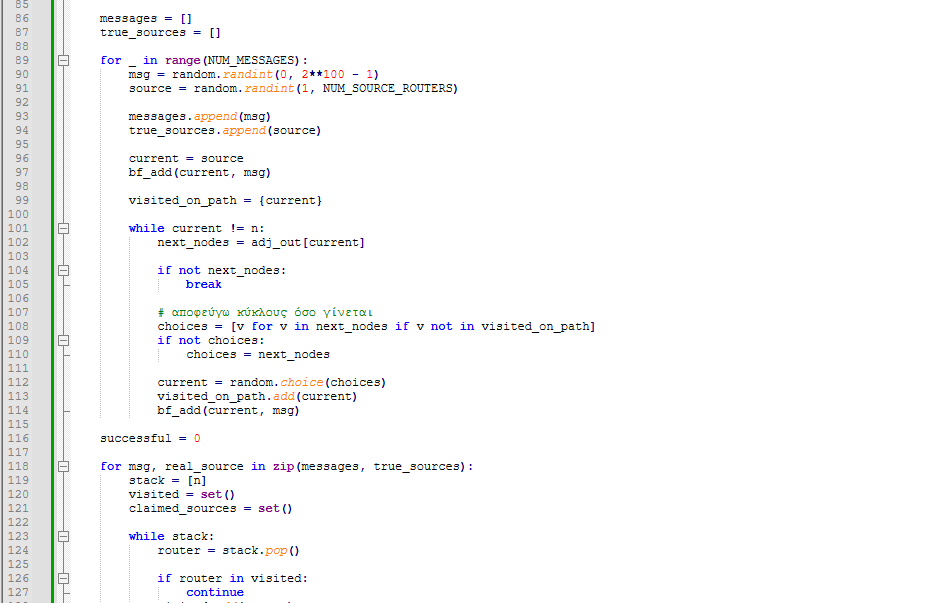 85
86 messages = []
87 true_sources = []
88
89 for _ in range(NUM_MESSAGES):
90 msg = random.randint(0, 2**100 - 1)
91 source = random.randint(1, NUM_SOURCE_ROUTERS)
92
93 messages.append(msg)
94 true_sources.append(source)
95
96 current = source
97 bf_add(current, msg)
98
99 visited_on_path = {current}
100
101 while current != n:
102 next_nodes = adj_out[current]
103
104 if not next_nodes:
105 break
106
107 # αποφεύγω κύκλους όσο γίνεται
108 choices = [v for v in next_nodes if v not in visited_on_path]
109 if not choices:
110 choices = next_nodes
111
112 current = random.choice(choices)
113 visited_on_path.add(current)
114 bf_add(current, msg)
115
116 successful = 0
117
118 for msg, real_source in zip(messages, true_sources):
119 stack = [n]
120 visited = set()
121 claimed_sources = set()
122
123 while stack:
124 router = stack.pop()
125
126 if router in visited:
127 continue